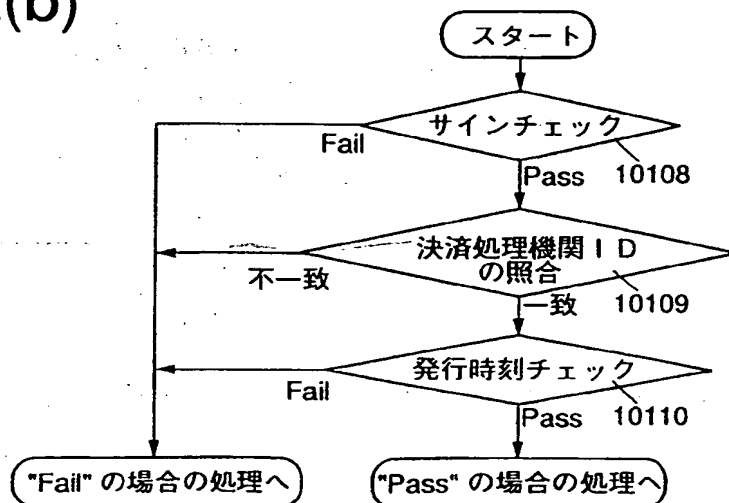 (b)
スタート
サインチェック
Fail
Pass
10108
決済処理機関ID
の照合
不一致
一致
10109
発行時刻チェック
Fail
Pass
10110
"Fail" の場合の処理へ
"Pass" の場合の処理へ